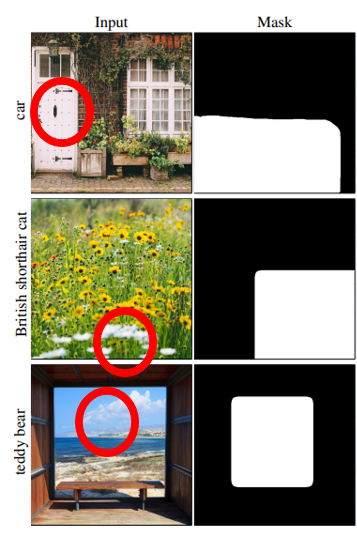 Input Mask
car
British shorthair cat
teddy bear